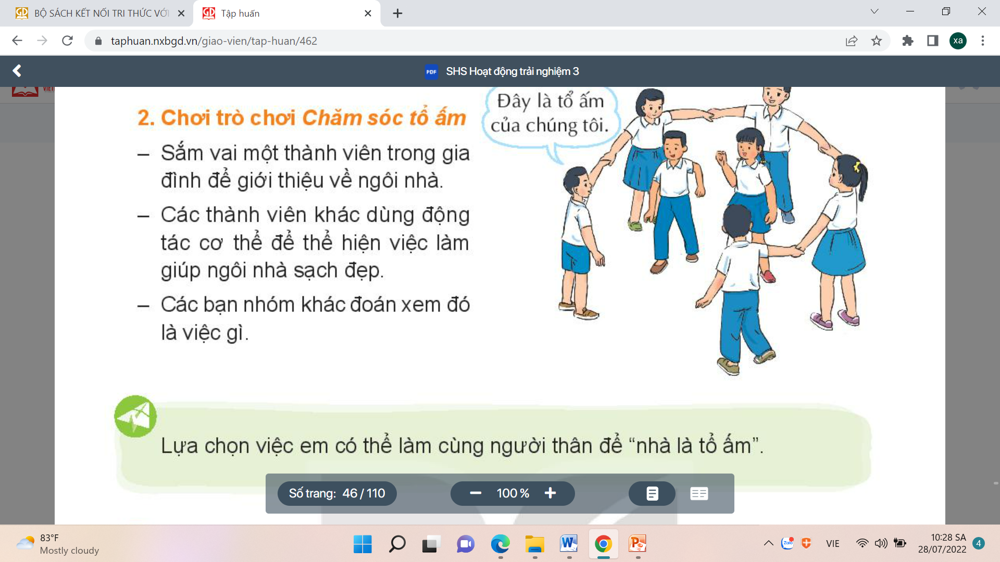 BỘ SÁCH KẾT NỐI TRI THỨC VỚI
Tập huấn
taphuan.nxbgd.vn/giao-vien/tap-huan/462
xa
PDF
SHS Hoạt động trải nghiệm 3
2. Chơi trò chơi Chăm sóc tổ ấm
– Sắm vai một thành viên trong gia
đình để giới thiệu về ngôi nhà.
– Các thành viên khác dùng động
tác cơ thể để thể hiện việc làm
giúp ngôi nhà sạch đẹp.
– Các bạn nhóm khác đoán xem đó
là việc gì.
Đây là tổ ấm
của chúng tôi.
Lựa chọn việc em có thể làm cùng người thân để “nhà là tổ ấm”.
Số trang: 46 / 110
100 %
83°F
Mostly cloudy
Zalo
VIE
10:28 SA
28/07/2022
4